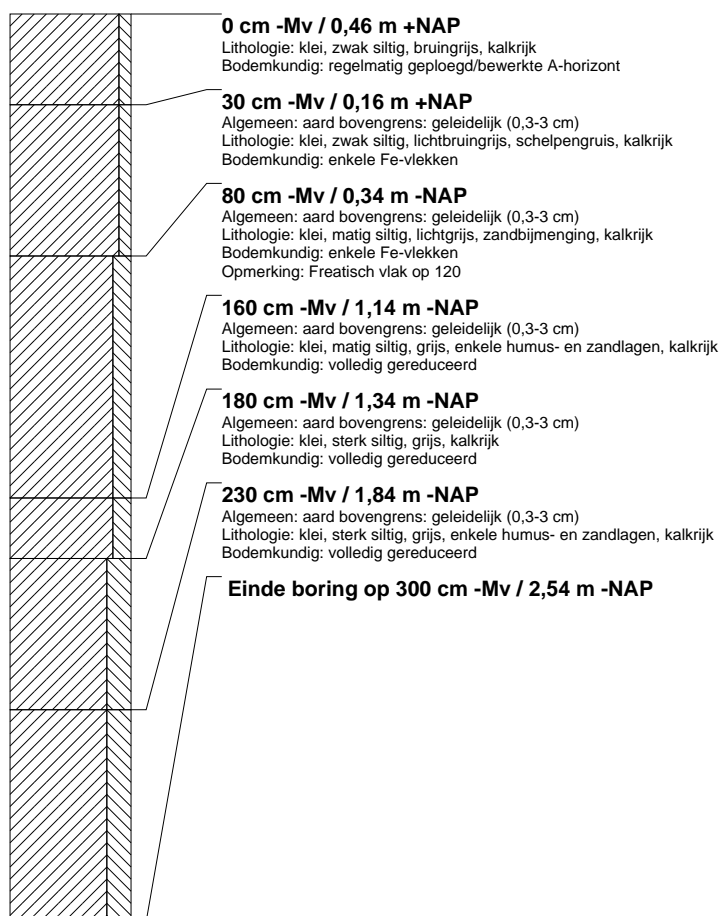 0 cm -Mv / 0,46 m +NAP
Lithologie: klei, zwak siltig, bruingrijs, kalkrijk
Bodemkundig: regelmatig geploegd/bewerkte A-horizont
30 cm -Mv / 0,16 m +NAP
Algemeen: aard bovengrens: geleidelijk (0,3-3 cm)
Lithologie: klei, zwak siltig, lichtbruingrijs, schelpengruis, kalkrijk
Bodemkundig: enkele Fe-vlekken
80 cm -Mv / 0,34 m -NAP
Algemeen: aard bovengrens: geleidelijk (0,3-3 cm)
Lithologie: klei, matig siltig, lichtgrijs, zandbijmenging, kalkrijk
Bodemkundig: enkele Fe-vlekken
Opmerking: Freatisch vlak op 120
160 cm -Mv / 1,14 m -NAP
Algemeen: aard bovengrens: geleidelijk (0,3-3 cm)
Lithologie: klei, matig siltig, grijs, enkele humus- en zandlagen, kalkrijk
Bodemkundig: volledig gereduceerd
180 cm -Mv / 1,34 m -NAP
Algemeen: aard bovengrens: geleidelijk (0,3-3 cm)
Lithologie: klei, sterk siltig, grijs, kalkrijk
Bodemkundig: volledig gereduceerd
230 cm -Mv / 1,84 m -NAP
Algemeen: aard bovengrens: geleidelijk (0,3-3 cm)
Lithologie: klei, sterk siltig, grijs, enkele humus- en zandlagen, kalkrijk
Bodemkundig: volledig gereduceerd
Einde boring op 300 cm -Mv / 2,54 m -NAP